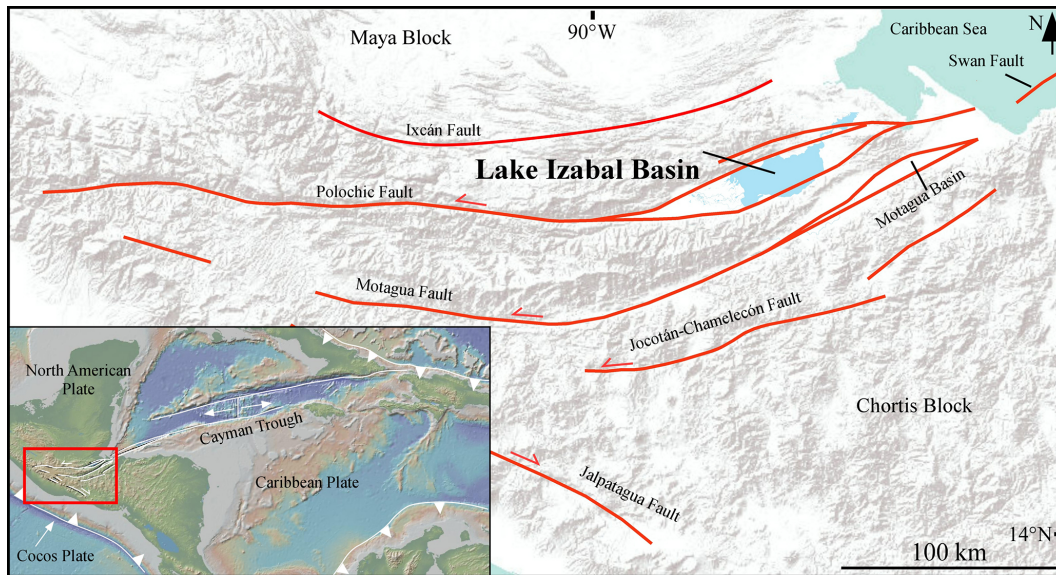 Maya Block
90°W
Caribbean Sea
N
Swan Fault
Ixcán Fault
Lake Izabal Basin
Polochic Fault
Motagua Basin
Motagua Fault
Jocotán-Chamelecón Fault
North American
Plate
Cayman Trough
Chortis Block
Caribbean Plate
Jalpatagua Fault
Cocos Plate
14°N
100 km